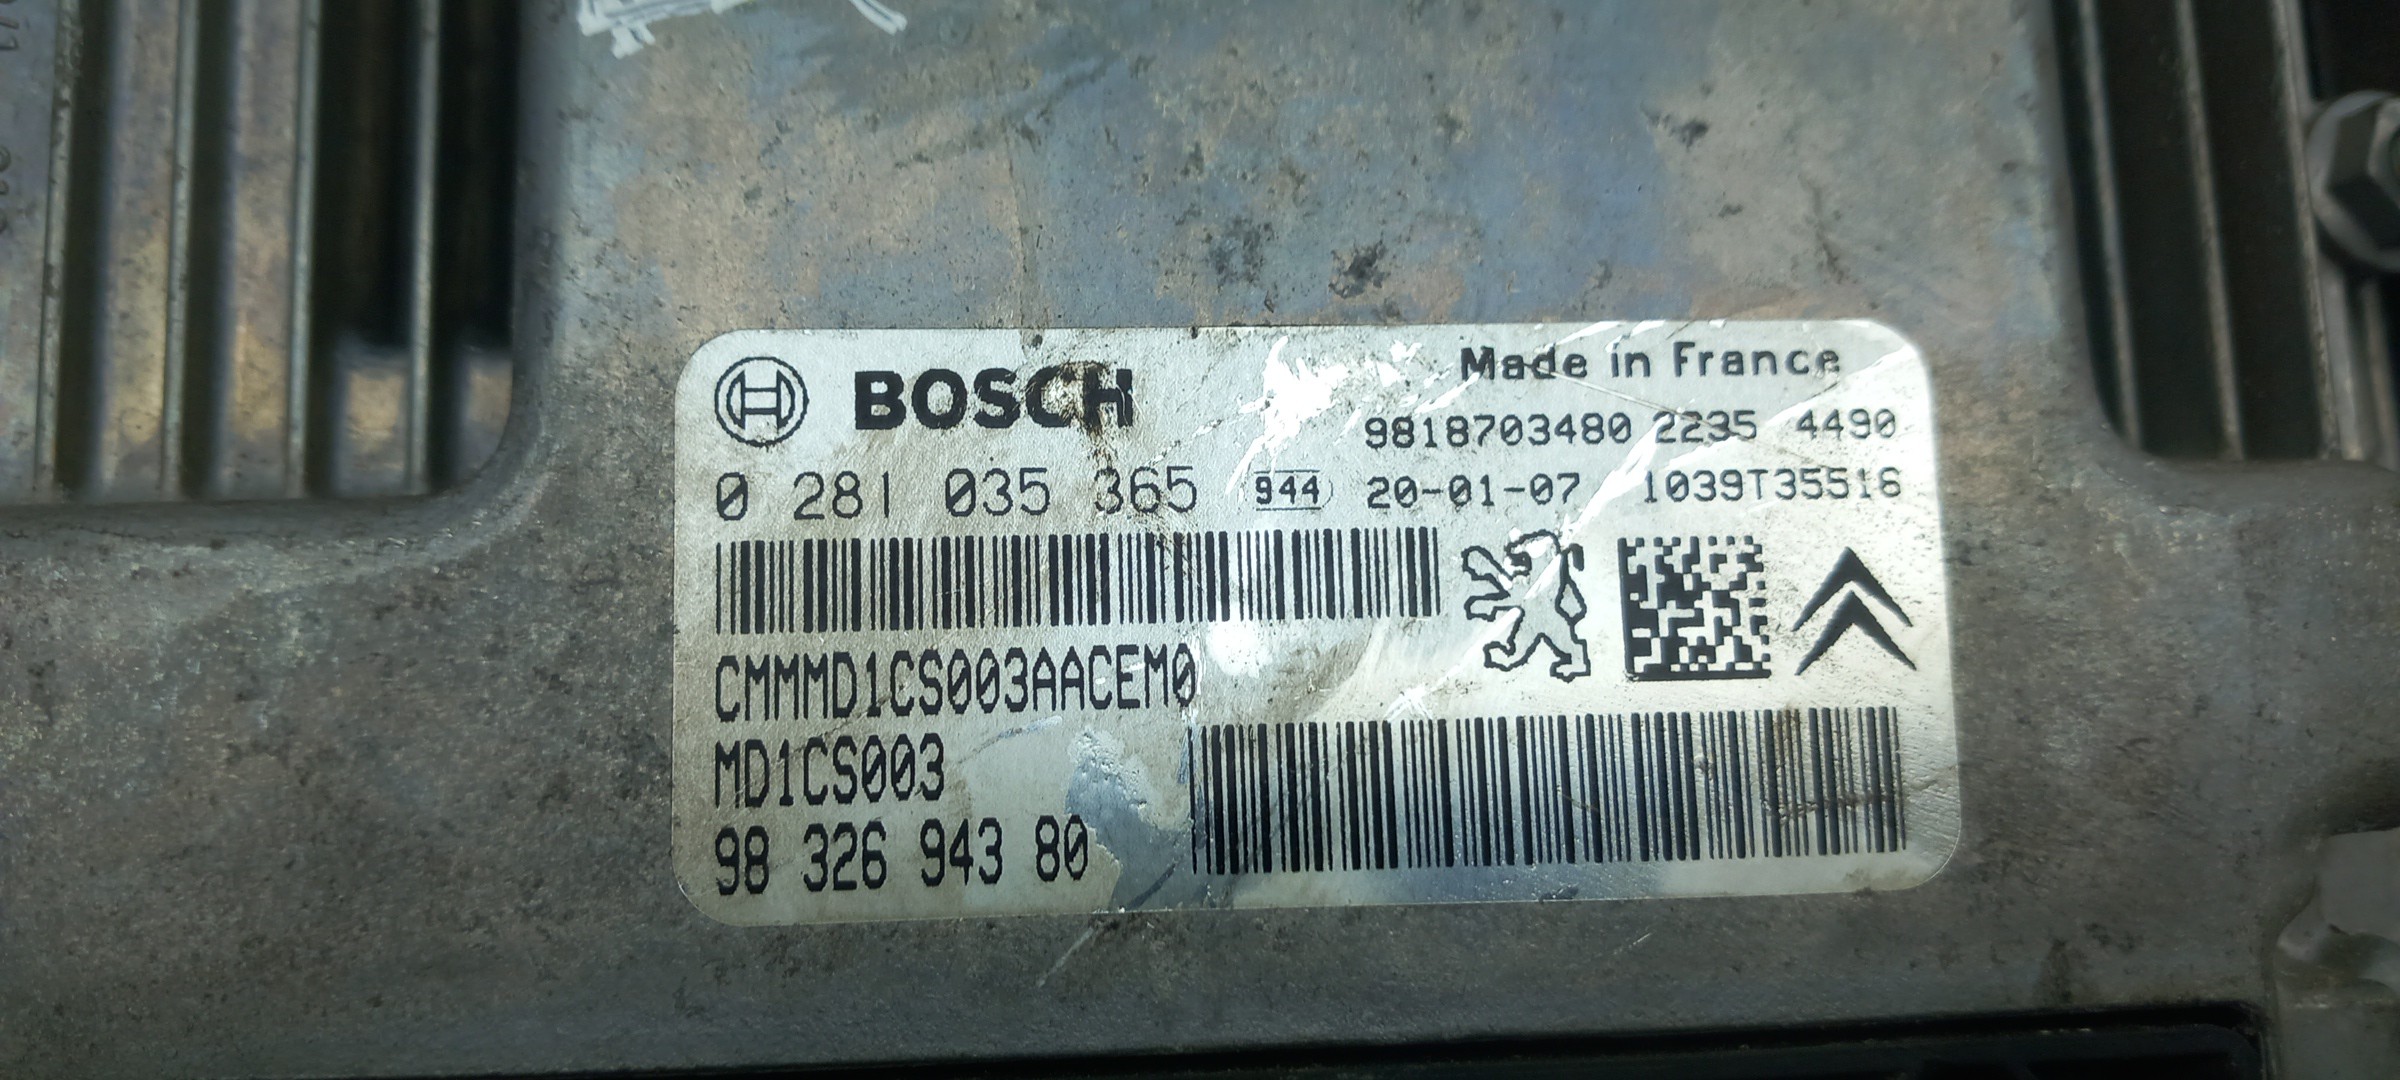 BOSCH
Made in France
9818703480 2235 4490
0 281 035 365 944 20-01-07 1039T35516
CMMMD1CS003AACEM0
MD1CS003
98 326 943 80